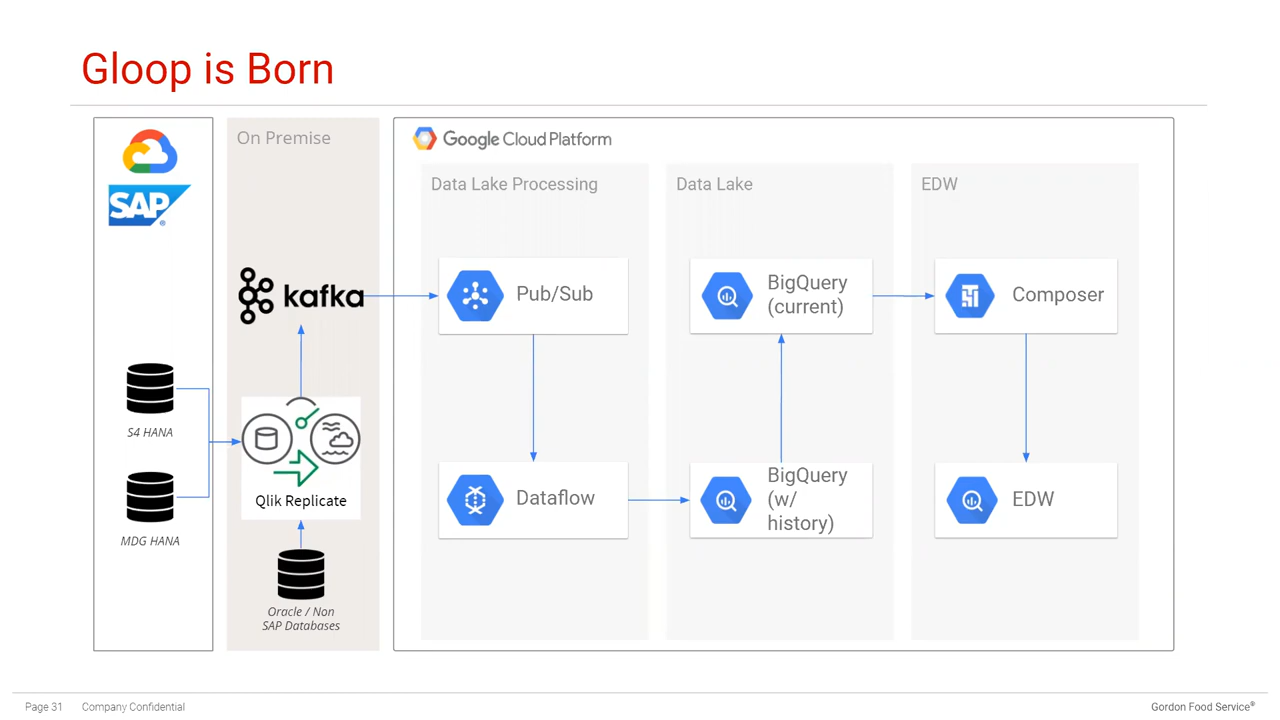 Gloop is Born
SAP
®
S4 HANA
MDG HANA
On Premise
kafka
Qlik Replicate
Oracle / Non
SAP Databases
Google Cloud Platform
Data Lake Processing
Pub/Sub
Dataflow
Data Lake
BigQuery
(current)
BigQuery
(w/
history)
EDW
Composer
EDW
Page 31
Company Confidential
Gordon Food Service®